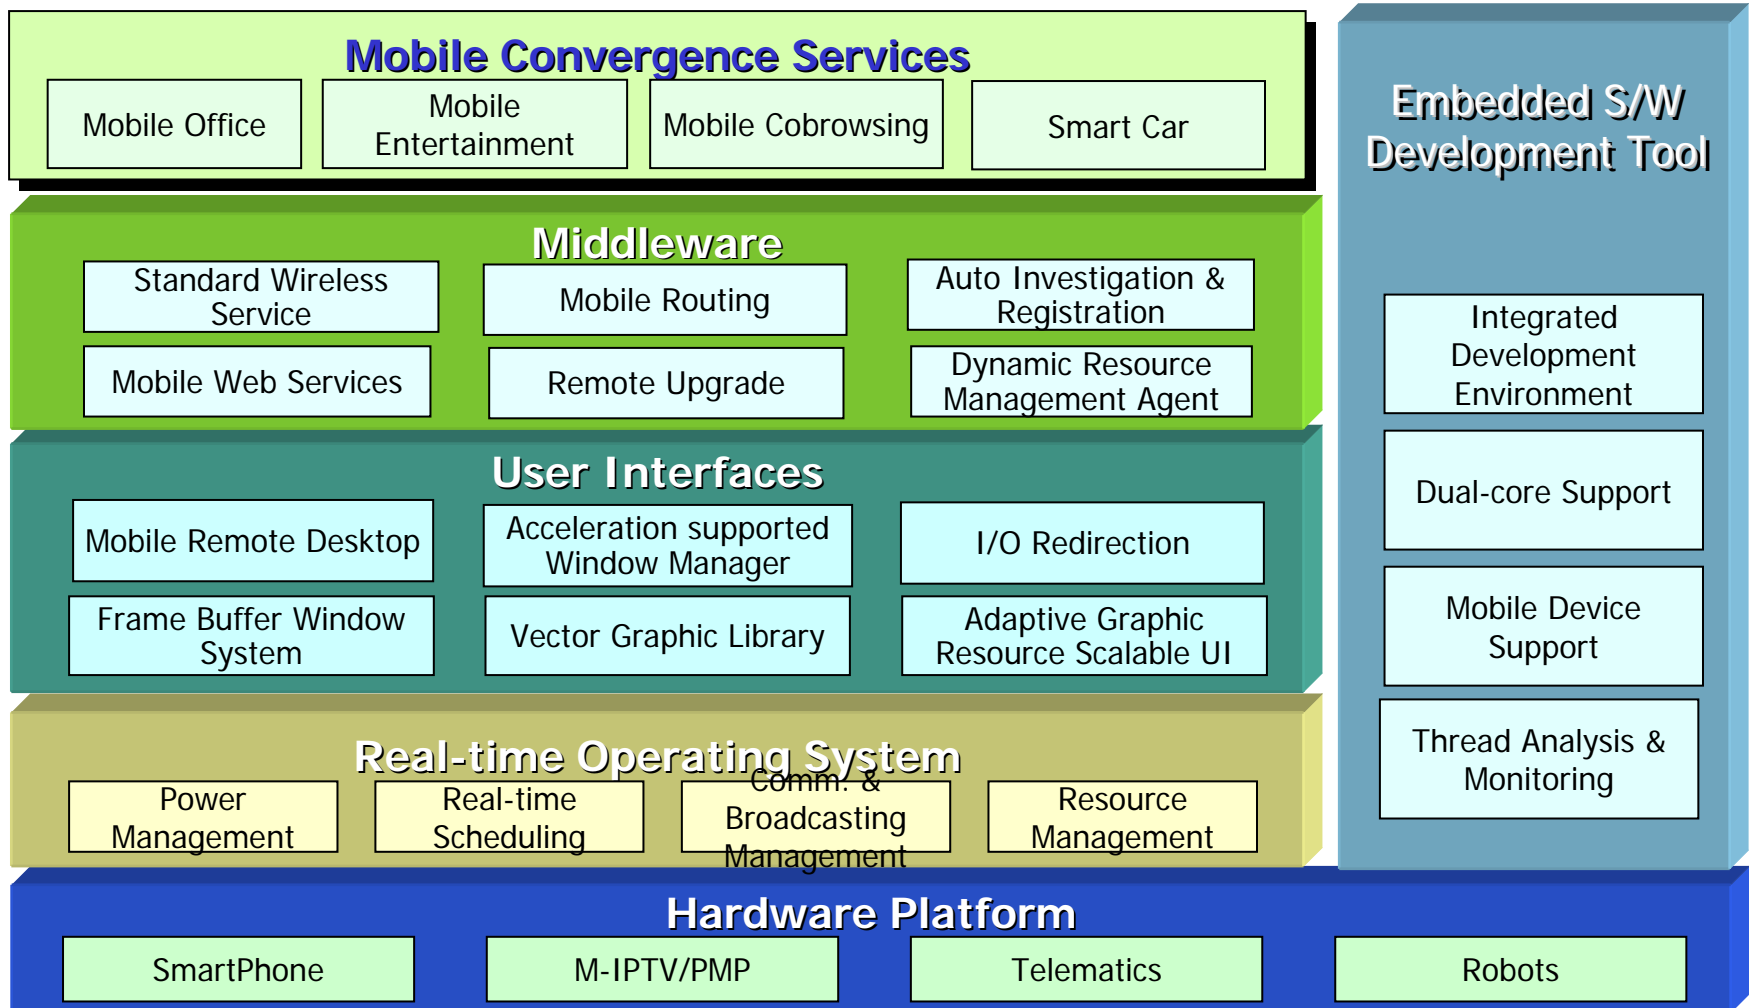 Mobile Convergence Services
Mobile Office
Mobile
Entertainment
Mobile Cobrowsing
Smart Car
Middleware
Standard Wireless
Service
Mobile Routing
Auto Investigation &
Registration
Mobile Web Services
Remote Upgrade
Dynamic Resource
Management Agent
User Interfaces
Mobile Remote Desktop
Acceleration supported
Window Manager
I/O Redirection
Frame Buffer Window
System
Vector Graphic Library
Adaptive Graphic
Resource Scalable UI
Real-time Operating System
Power
Management
Real-time
Scheduling
Comm. &
Broadcasting
Management
Resource
Management
Hardware Platform
SmartPhone
M-IPTV/PMP
Telematics
Robots
Embedded S/W
Development Tool
Integrated
Development
Environment
Dual-core Support
Mobile Device
Support
Thread Analysis &
Monitoring